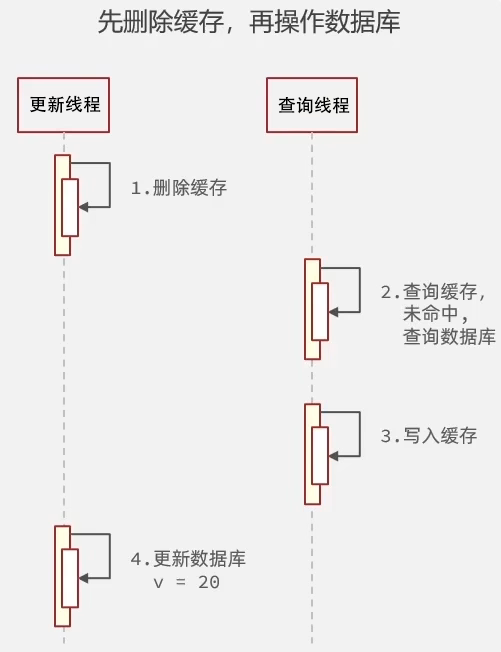 先删除缓存，再操作数据库
更新线程
查询线程
1.删除缓存
2.查询缓存，
未命中，
查询数据库
3.写入缓存
4.更新数据库
v = 20